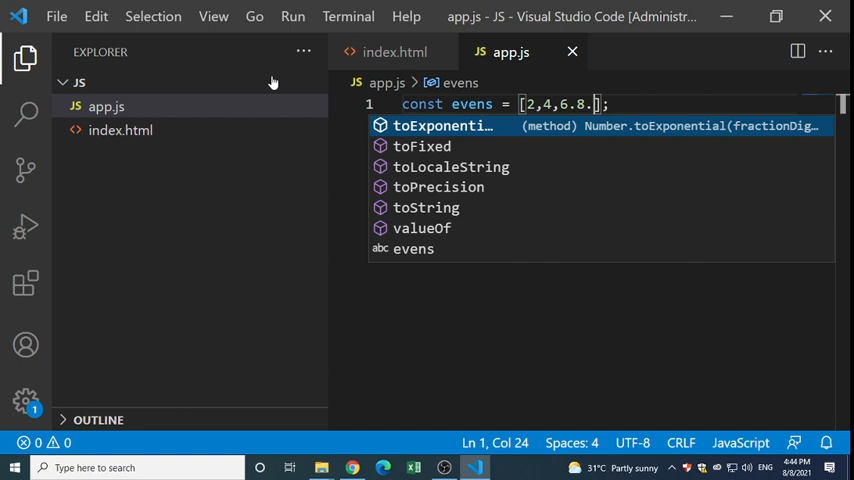 File Edit Selection View Go Run Terminal Help app.js - JS - Visual Studio Code [Administr...
EXPLORER
index.html JS app.js
JS
JS app.js > evens
JS app.js
<> index.html
1 const evens = [2,4,6.8.];
toExponenti... (method) Number.toExponential(fractionDig...
toFixed
toLocaleString
toPrecision
toString
valueOf
abc evens
1
OUTLINE
0 0 Ln 1, Col 24 Spaces: 4 UTF-8 CRLF JavaScript
Type here to search 31°C Partly sunny ENG 4:44 PM
8/8/2021